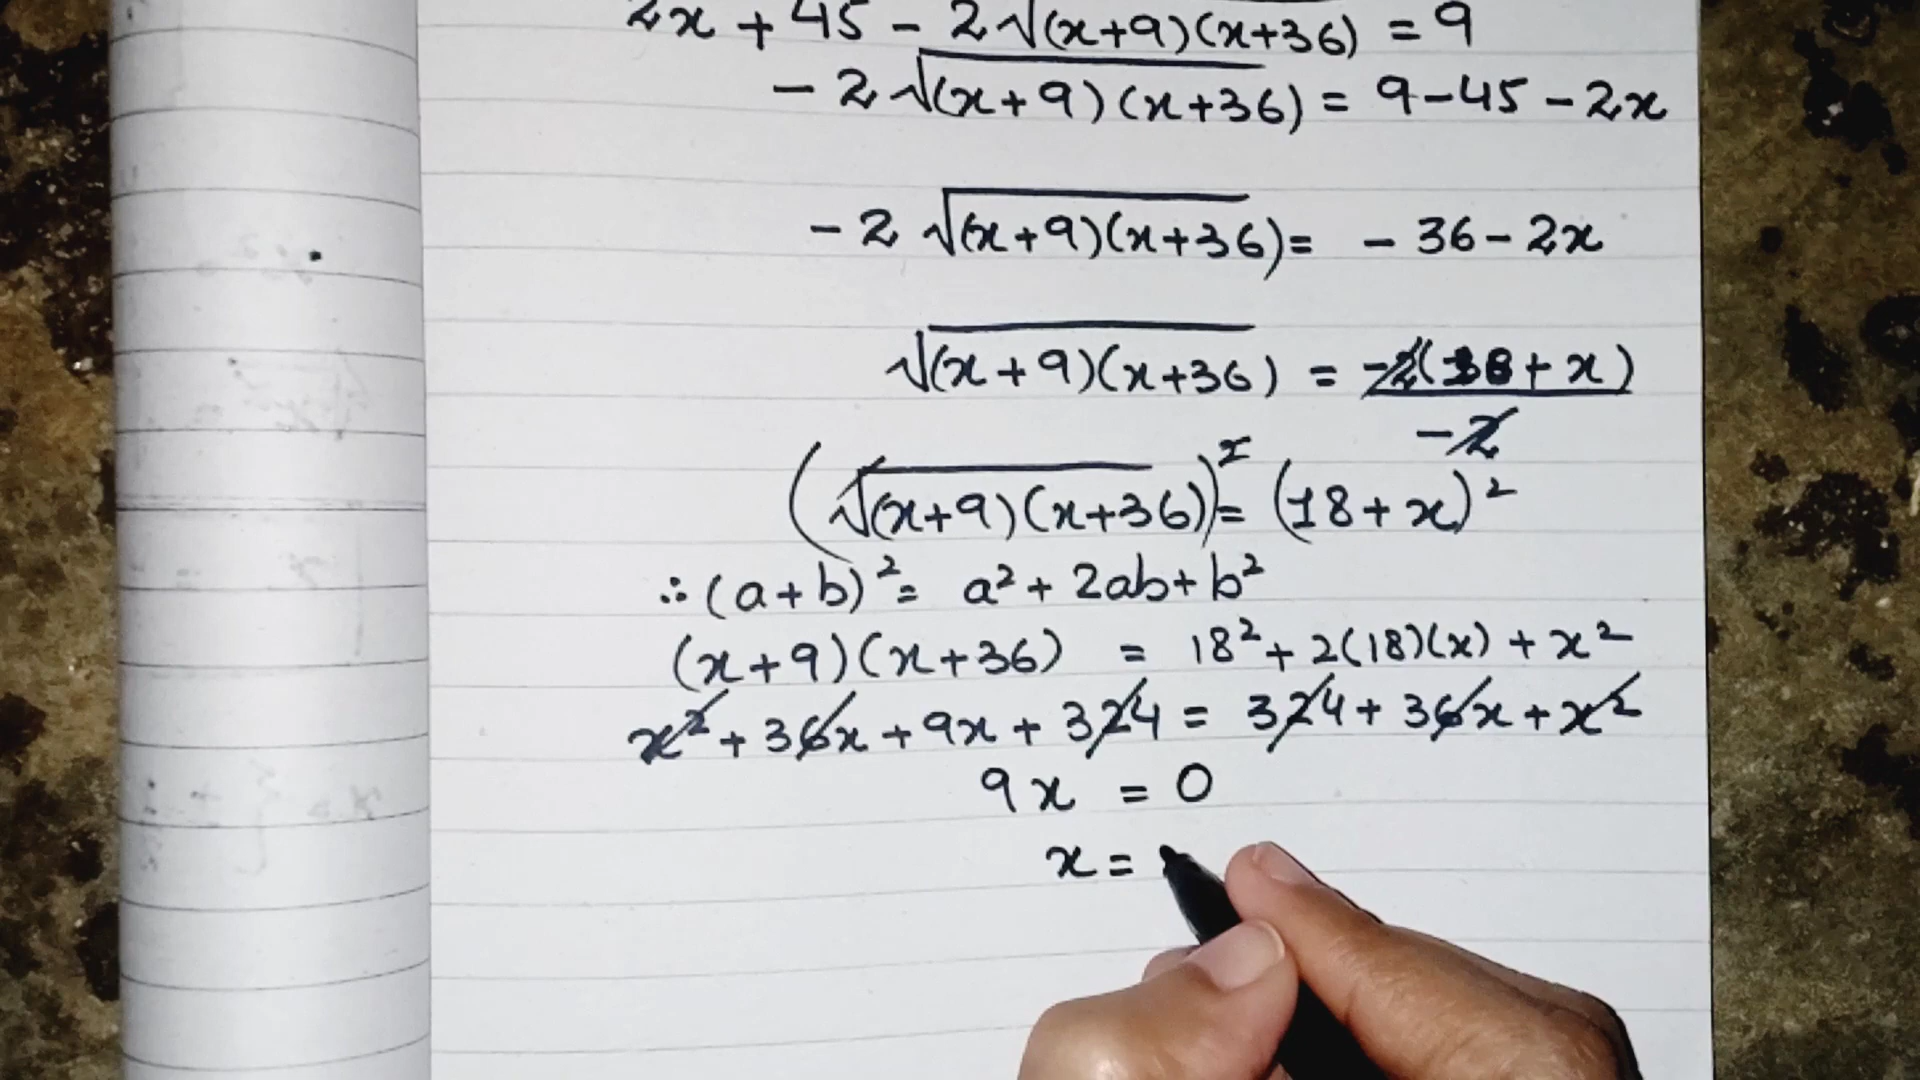 2x + 45 - 2√(x+9)(x+36) = 9
- 2√(x+9)(x+36) = 9-45-2x
- 2√(x+9)(x+36) = - 36-2x
√(x+9)(x+36) = -2(18+x)
-2
(√(x+9)(x+36))² = (18+x)²
∴ (a+b)² = a² + 2ab + b²
(x+9)(x+36) = 18² + 2(18)(x) + x²
x² + 36x + 9x + 324 = 324 + 36x + x²
9x = 0
x =